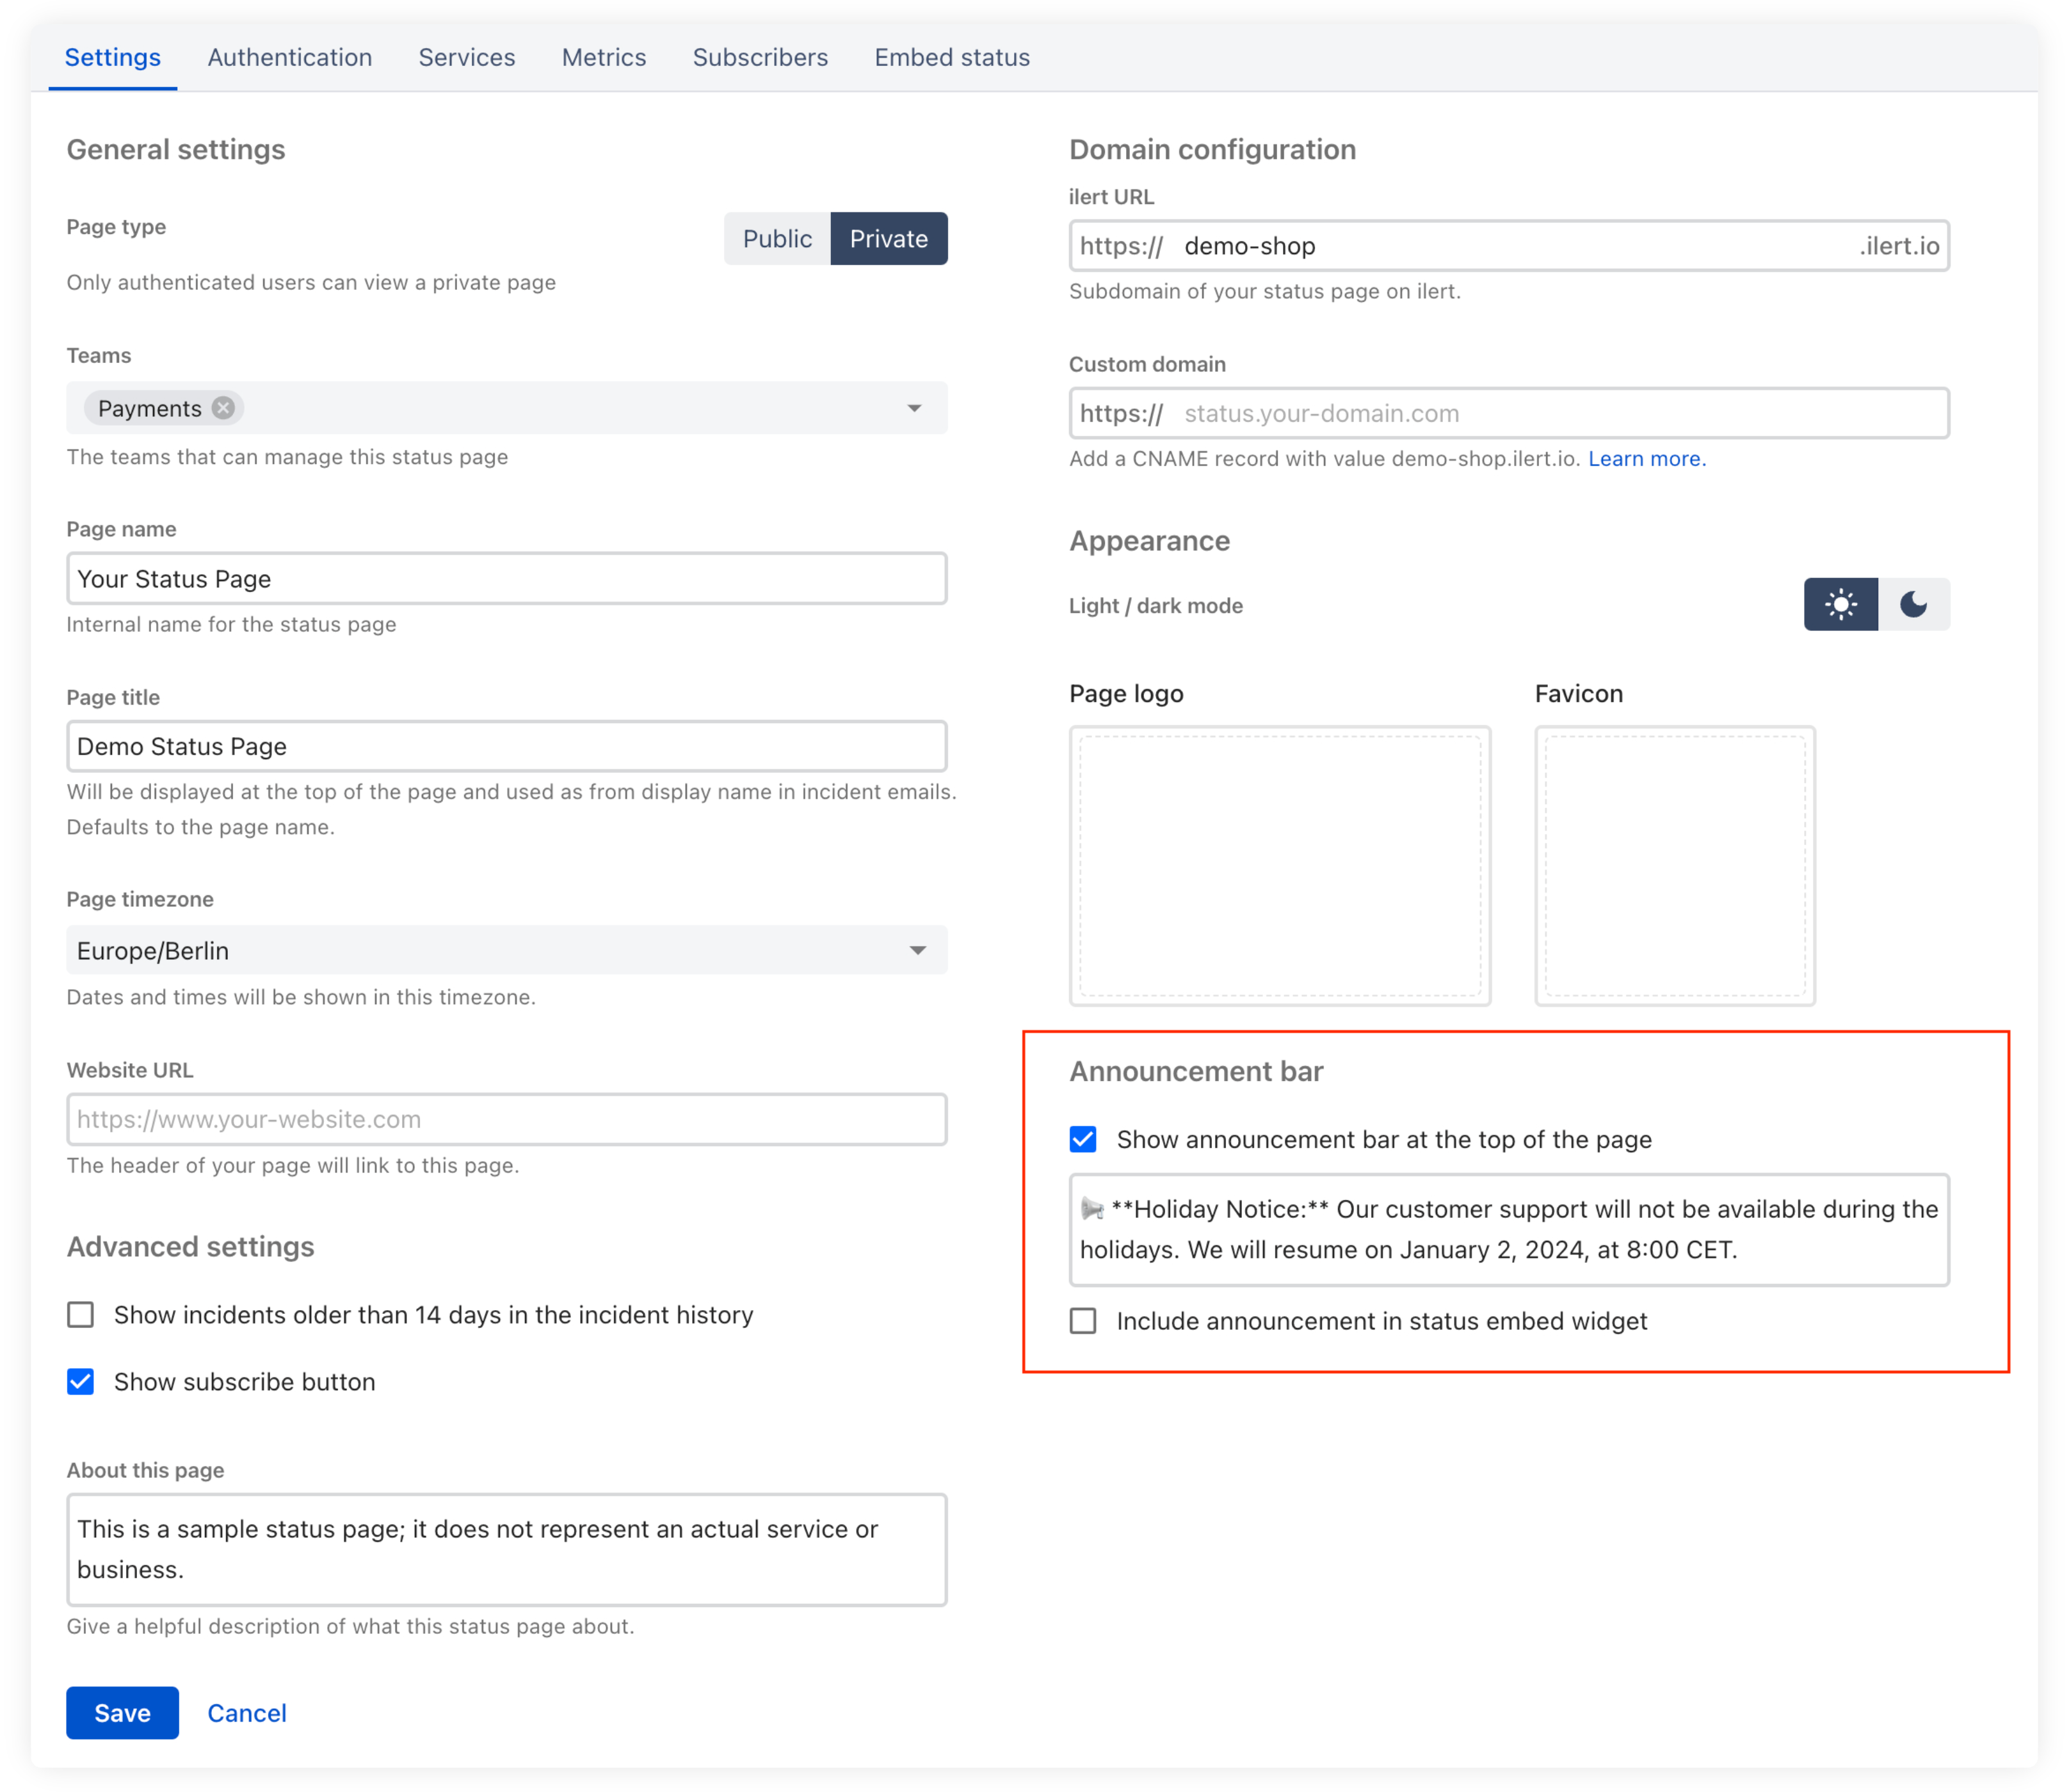 Settings Authentication Services Metrics Subscribers Embed status
General settings
Page type
Public Private
Only authenticated users can view a private page
Teams
Payments
The teams that can manage this status page
Page name
Your Status Page
Internal name for the status page
Page title
Demo Status Page
Will be displayed at the top of the page and used as from display name in incident emails.
Defaults to the page name.
Page timezone
Europe/Berlin
Dates and times will be shown in this timezone.
Website URL
https://www.your-website.com
The header of your page will link to this page.
Advanced settings
Show incidents older than 14 days in the incident history
Show subscribe button
About this page
This is a sample status page; it does not represent an actual service or
business.
Give a helpful description of what this status page about.
Save Cancel
Domain configuration
ilert URL
https:// demo-shop .ilert.io
Subdomain of your status page on ilert.
Custom domain
https:// status.your-domain.com
Add a CNAME record with value demo-shop.ilert.io. Learn more.
Appearance
Light / dark mode
Page logo Favicon
Announcement bar
Show announcement bar at the top of the page
📢 **Holiday Notice:** Our customer support will not be available during the
holidays. We will resume on January 2, 2024, at 8:00 CET.
Include announcement in status embed widget